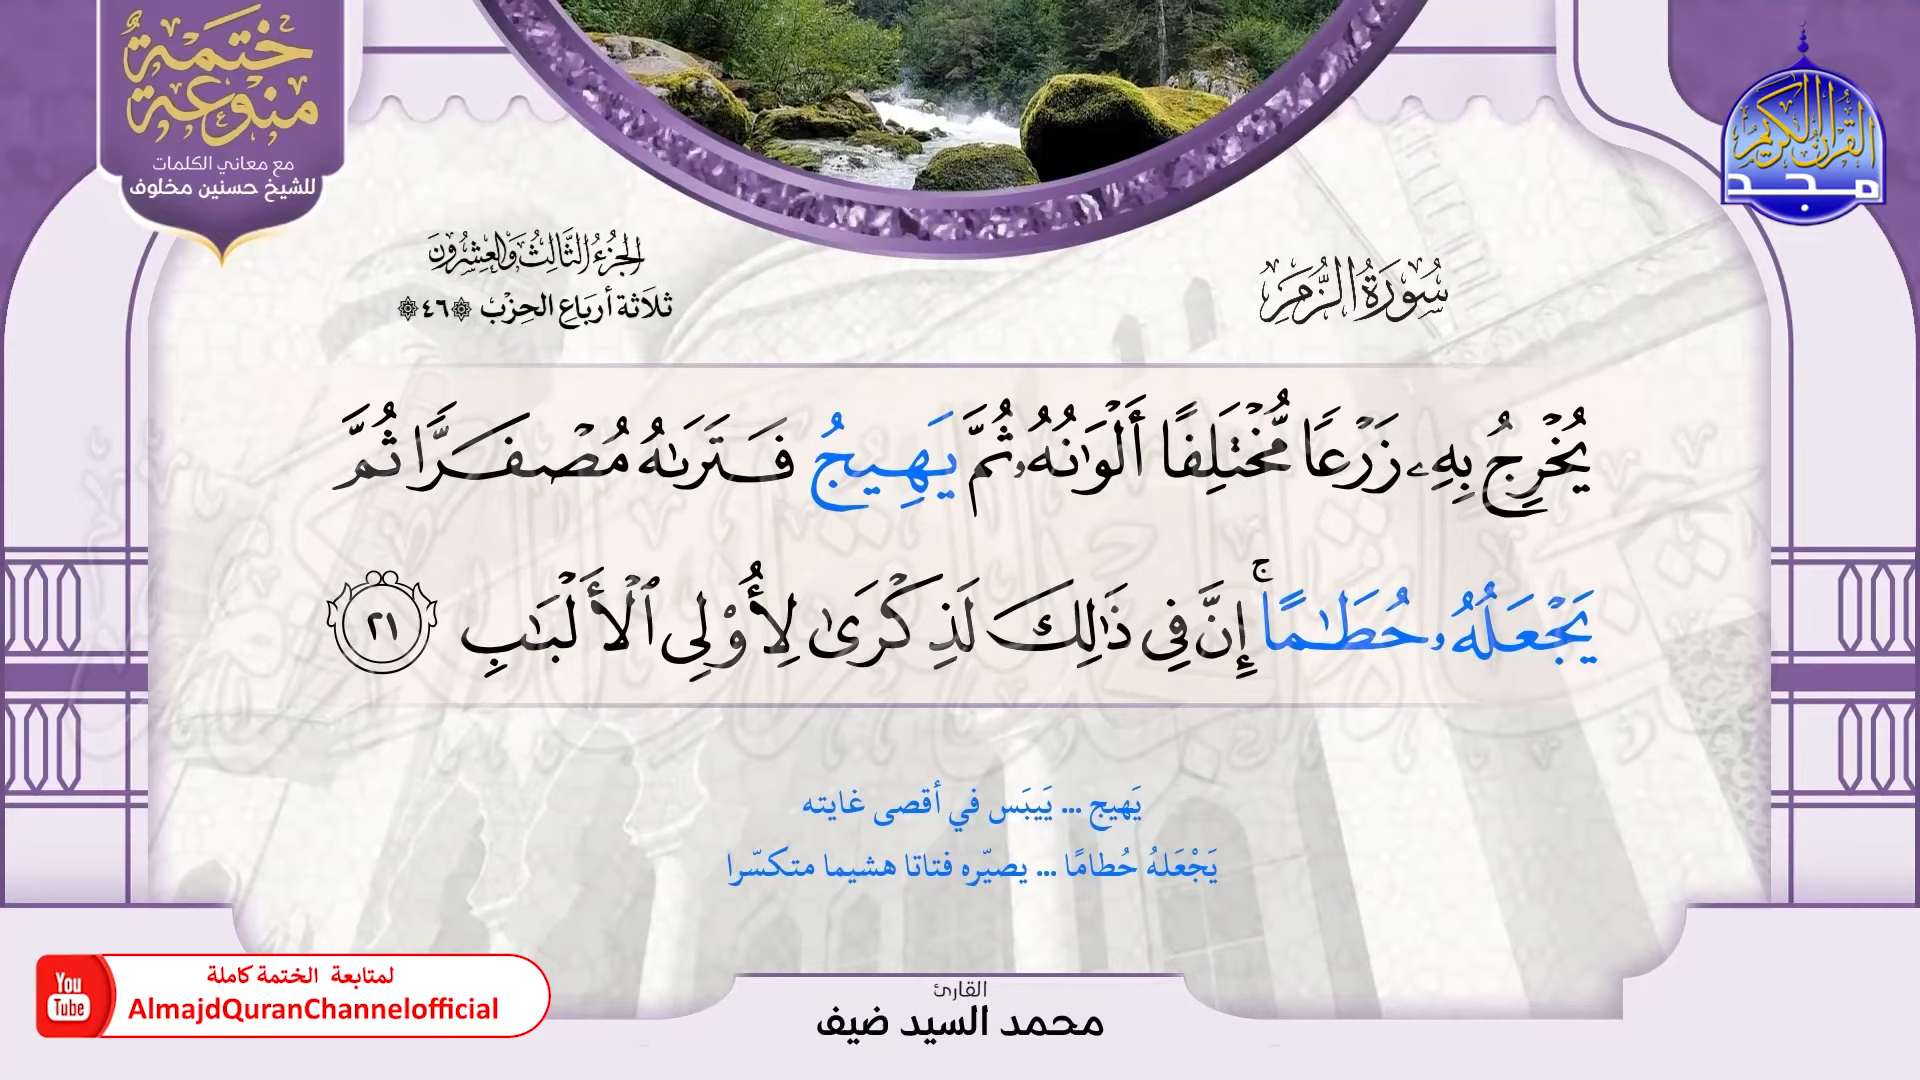 ختمة
منوعة
مع معاني الكلمات
للشيخ حسنين مخلوف
القرآن الكريم
مجد
الجزء الثالث والعشرون
ثلاثة أرباع الحزب ٤٦
سورة الزمر
يُخْرِجُ بِهِۦ زَرْعًا مُّخْتَلِفًا أَلْوَٰنُهُۥ ثُمَّ يَهِيجُ فَتَرَىٰهُ مُصْفَرًّا ثُمَّ
يَجْعَلُهُۥ حُطَـٰمًا ۚ إِنَّ فِى ذَٰلِكَ لَذِكْرَىٰ لِأُو۟لِى ٱلْأَلْبَـٰبِ ٢١
يَهيج ... يَيبَس في أقصى غايته
يَجْعَلهُ حُطامًا ... يصيّره فتاتا هشيما متكسّرا
You
Tube
لمتابعة الختمة كاملة
AlmajdQuranChannelofficial
القارئ
محمد السيد ضيف